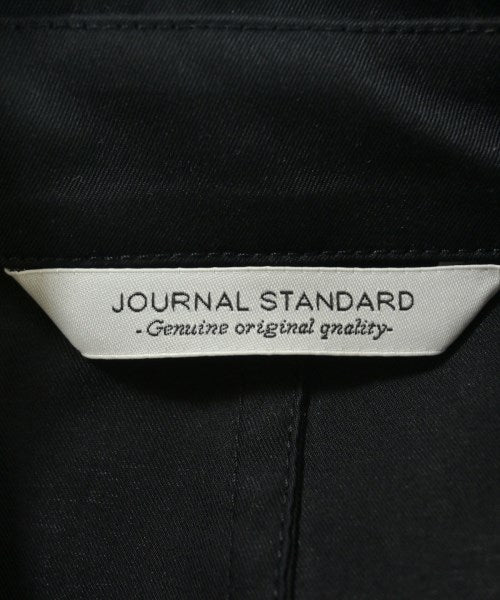 JOURNAL STANDARD
-Genuine original qnality-